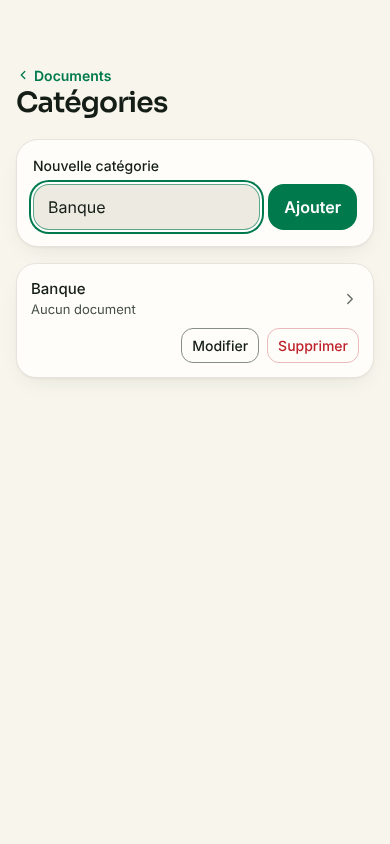 Documents
Catégories
Nouvelle catégorie
Banque
Ajouter
Banque
Aucun document
Modifier
Supprimer